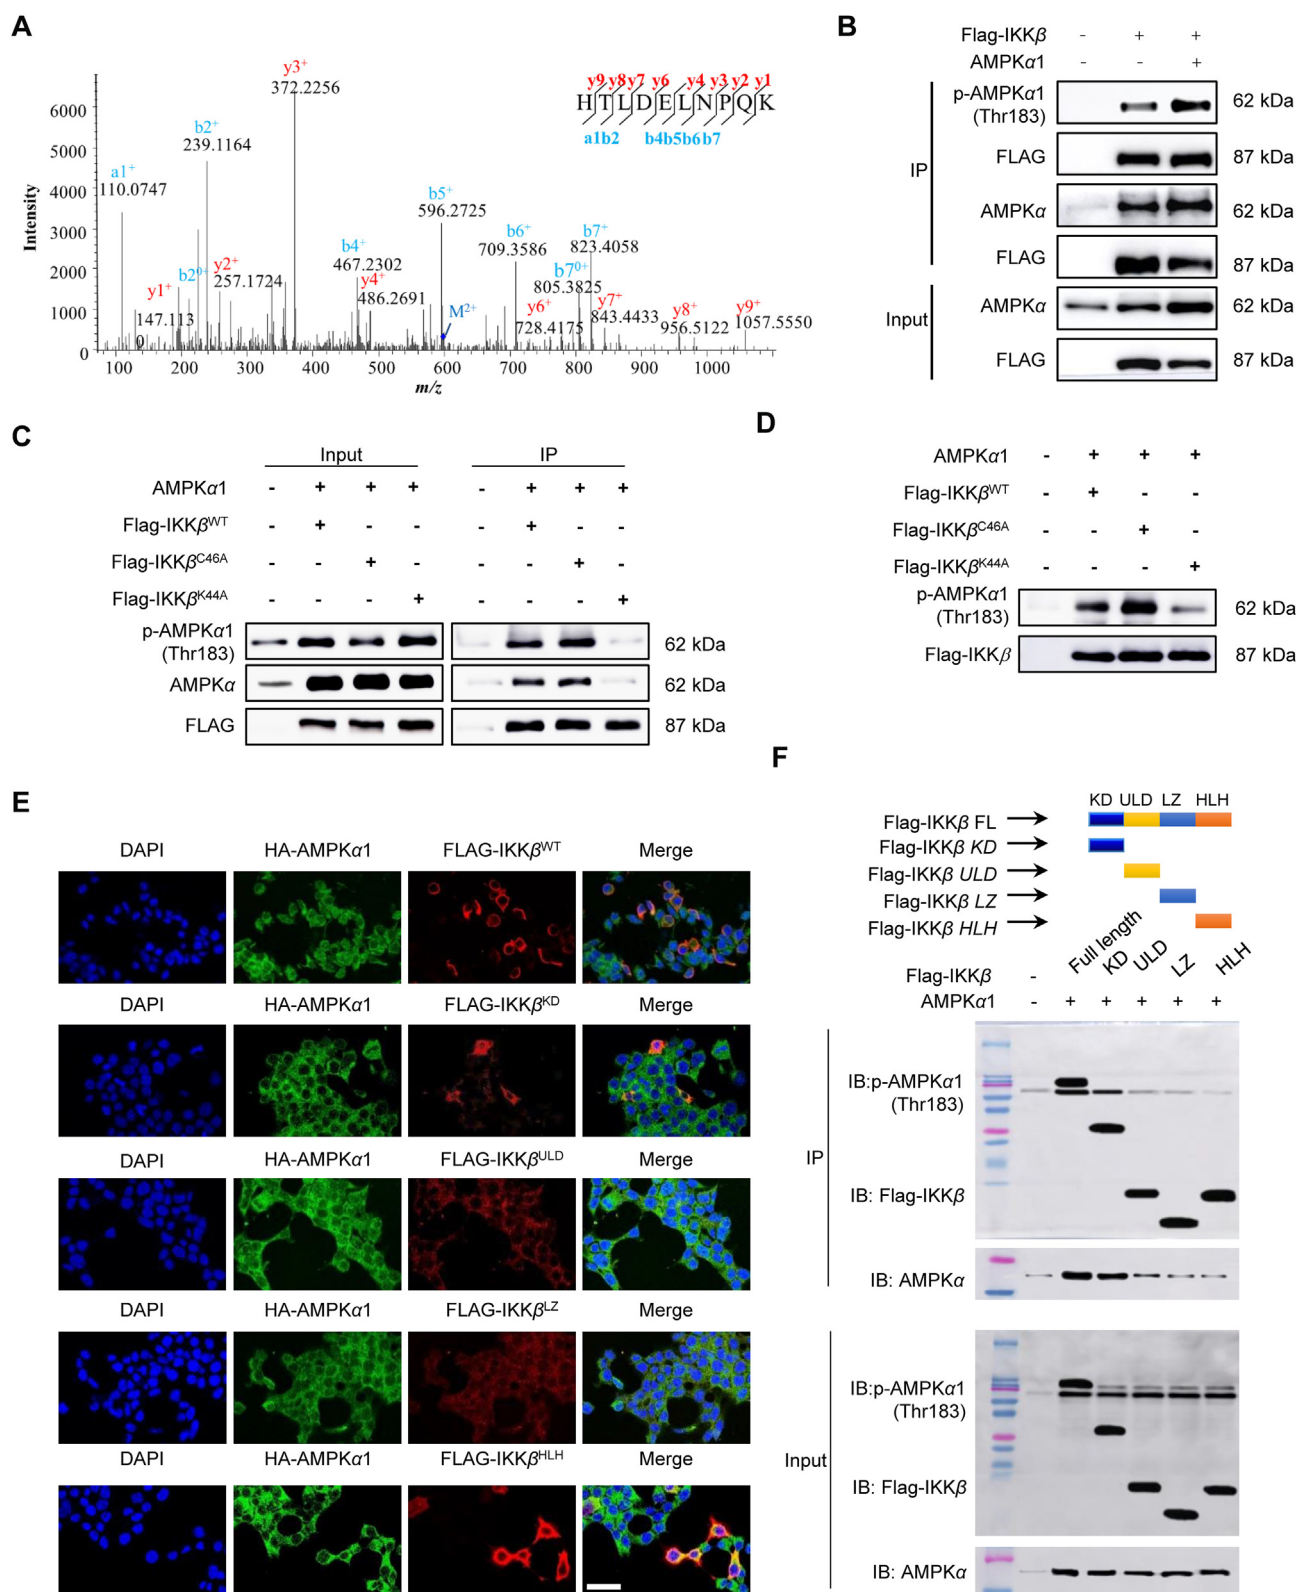 A
Intensity
6000
5000
4000
3000
2000
1000
0
100 200 300 400 500 600 700 800 900 1000
m/z
a1+
110.0747
b2+
239.1164
y3+
372.2256
y1+
147.113
0
b20+
y2+
257.1724
b4+
467.2302
y4+
486.2691
b5+
596.2725
M2+
b6+
709.3586
y6+
728.4175
b7+
823.4058
b70+
805.3825
y7+
843.4433
y8+
956.5122
y9+
1057.5550
y9 y8 y7 y6 y4 y3 y2 y1
H T L D E L N P Q K
a1 b2 b4 b5 b6 b7
B
Flag-IKKβ - + +
AMPKα1 - - +
IP
p-AMPKα1
(Thr183)
62 kDa
FLAG 87 kDa
AMPKα 62 kDa
FLAG 87 kDa
Input
AMPKα 62 kDa
FLAG 87 kDa
C
Input IP
AMPKα1 - + + + - + + +
Flag-IKKβWT - + - - - + - -
Flag-IKKβC46A - - + - - - + -
Flag-IKKβK44A - - - + - - - +
p-AMPKα1
(Thr183)
62 kDa
AMPKα 62 kDa
FLAG 87 kDa
D
AMPKα1 - + + +
Flag-IKKβWT - + - -
Flag-IKKβC46A - - + -
Flag-IKKβK44A - - - +
p-AMPKα1
(Thr183)
62 kDa
Flag-IKKβ 87 kDa
E
DAPI HA-AMPKα1 FLAG-IKKβWT Merge
DAPI HA-AMPKα1 FLAG-IKKβKD Merge
DAPI HA-AMPKα1 FLAG-IKKβULD Merge
DAPI HA-AMPKα1 FLAG-IKKβLZ Merge
DAPI HA-AMPKα1 FLAG-IKKβHLH Merge
F
KD ULD LZ HLH
Flag-IKKβ FL
Flag-IKKβ KD
Flag-IKKβ ULD
Flag-IKKβ LZ
Flag-IKKβ HLH
Flag-IKKβ - Full length KD ULD LZ HLH
AMPKα1 - + + + + +
IP
IB:p-AMPKα1
(Thr183)
IB: Flag-IKKβ
IB: AMPKα
Input
IB:p-AMPKα1
(Thr183)
IB: Flag-IKKβ
IB: AMPKα